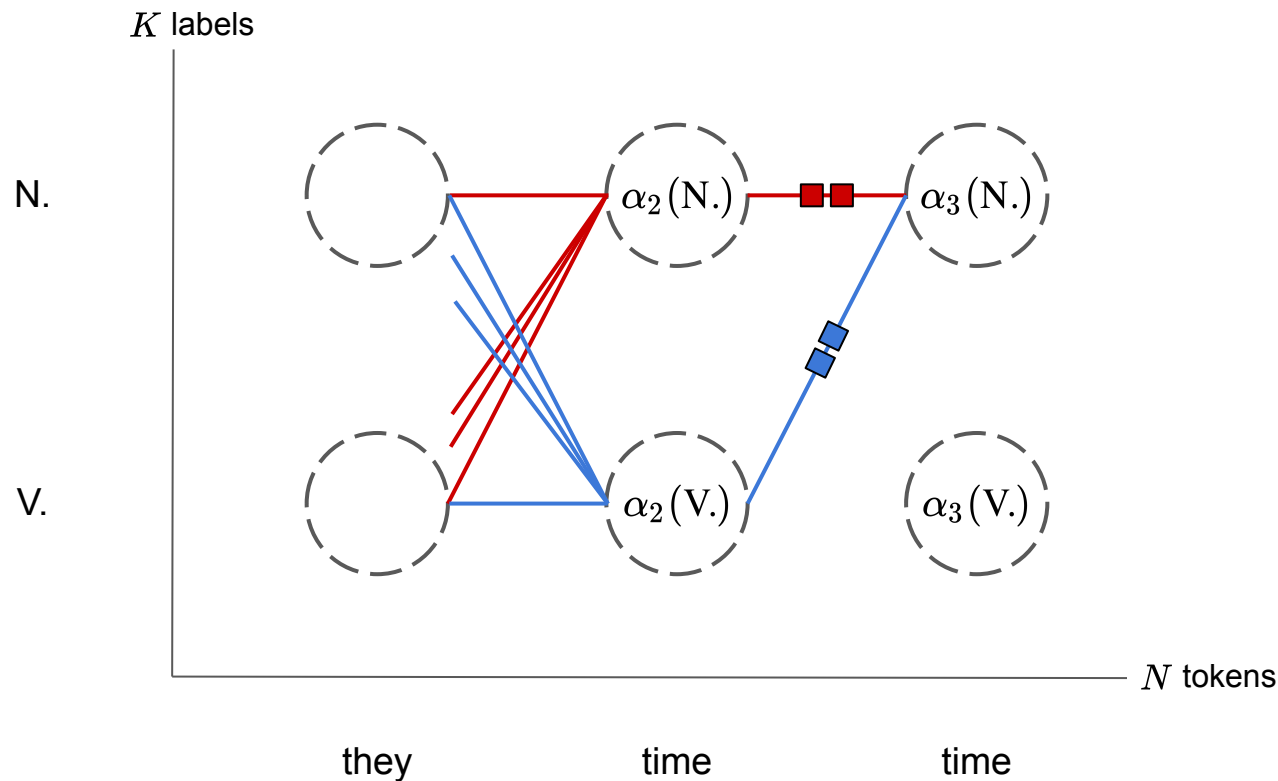 K labels
N.
α₂(N.) α₃(N.)
V.
α₂(V.) α₃(V.)
N tokens
they time time